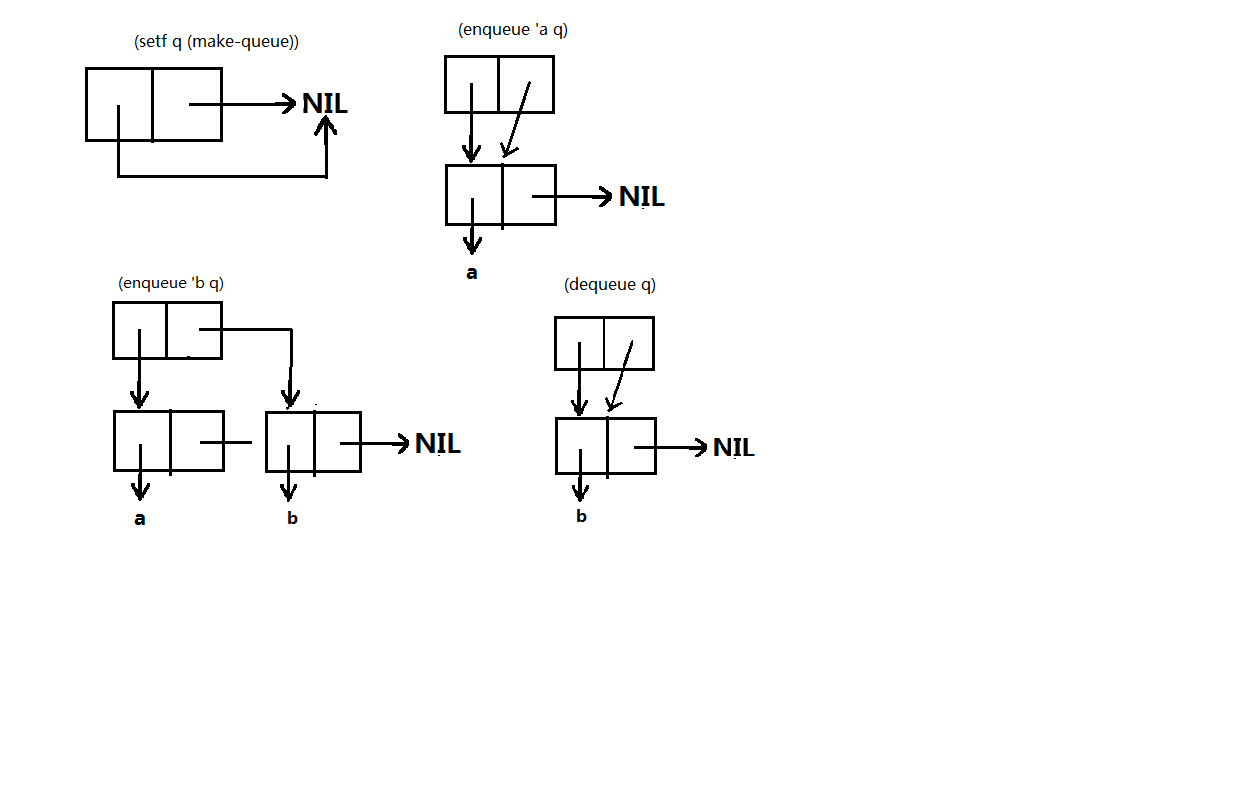 (setf q (make-queue))
NIL
(enqueue 'a q)
NIL
a
(enqueue 'b q)
NIL
a
b
(dequeue q)
NIL
b